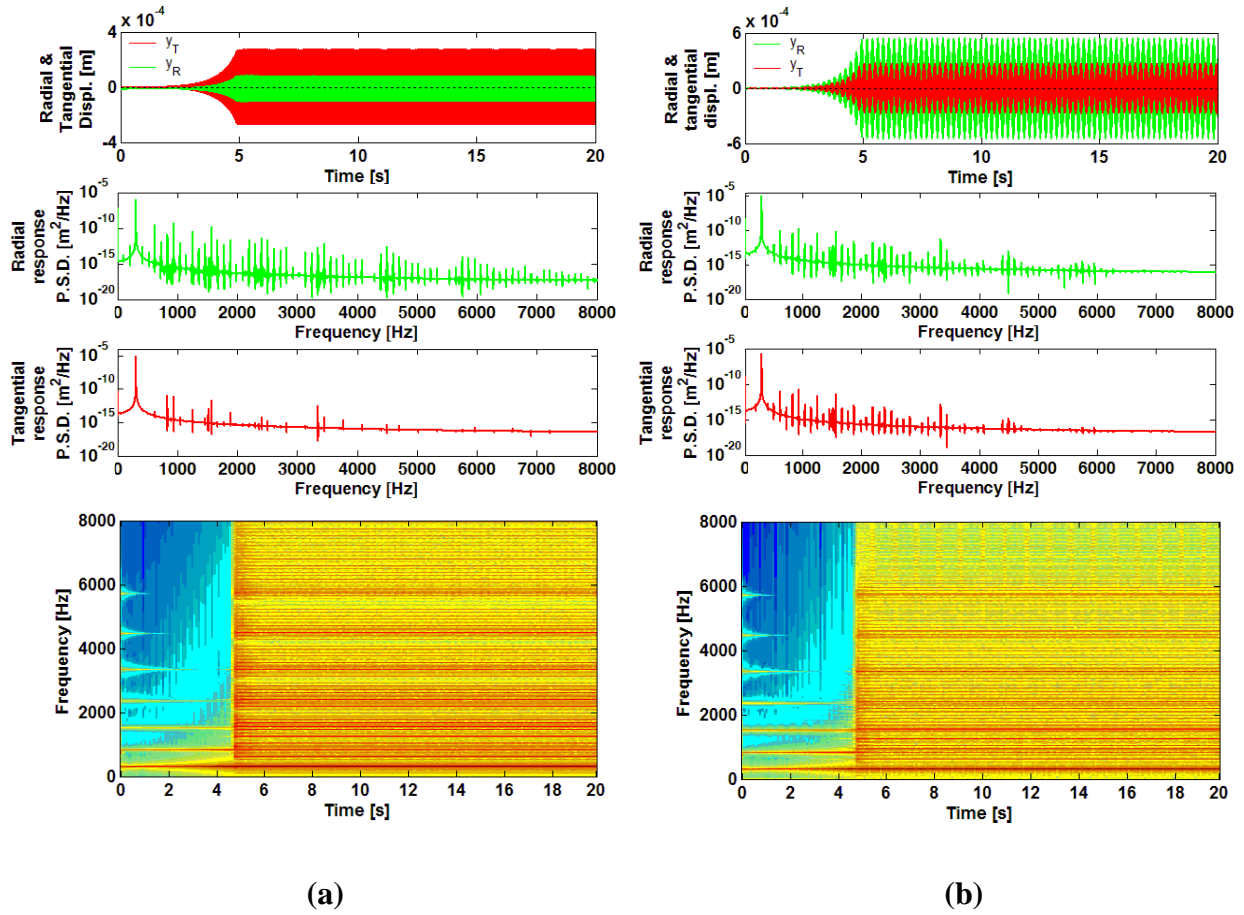 x 10⁻⁴
Radial &
Tangential
Displ. [m]
4
0
-4
y_T
y_R
0 5 10 15 20
Time [s]
Radial
response
P.S.D. [m²/Hz]
10⁻⁵
10⁻¹⁰
10⁻¹⁵
10⁻²⁰
0 1000 2000 3000 4000 5000 6000 7000 8000
Frequency [Hz]
Tangential
response
P.S.D. [m²/Hz]
10⁻⁵
10⁻¹⁰
10⁻¹⁵
10⁻²⁰
0 1000 2000 3000 4000 5000 6000 7000 8000
Frequency [Hz]
Frequency [Hz]
8000
6000
4000
2000
0
0 2 4 6 8 10 12 14 16 18 20
Time [s]
(a)
x 10⁻⁴
Radial &
tangential
displ. [m]
6
0
-6
y_R
y_T
0 5 10 15 20
Time [s]
Radial
response
P.S.D. [m²/Hz]
10⁻⁵
10⁻¹⁰
10⁻¹⁵
10⁻²⁰
0 1000 2000 3000 4000 5000 6000 7000 8000
Frequency [Hz]
Tangential
response
P.S.D. [m²/Hz]
10⁻⁵
10⁻¹⁰
10⁻¹⁵
10⁻²⁰
0 1000 2000 3000 4000 5000 6000 7000 8000
Frequency [Hz]
Frequency [Hz]
8000
6000
4000
2000
0
0 2 4 6 8 10 12 14 16 18 20
Time [s]
(b)